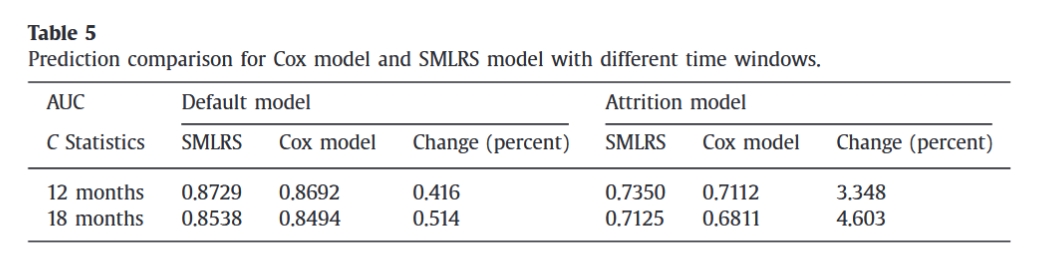 Table 5
Prediction comparison for Cox model and SMLRS model with different time windows.
AUC Default model Attrition model
C Statistics SMLRS Cox model Change (percent) SMLRS Cox model Change (percent)
12 months 0.8729 0.8692 0.416 0.7350 0.7112 3.348
18 months 0.8538 0.8494 0.514 0.7125 0.6811 4.603